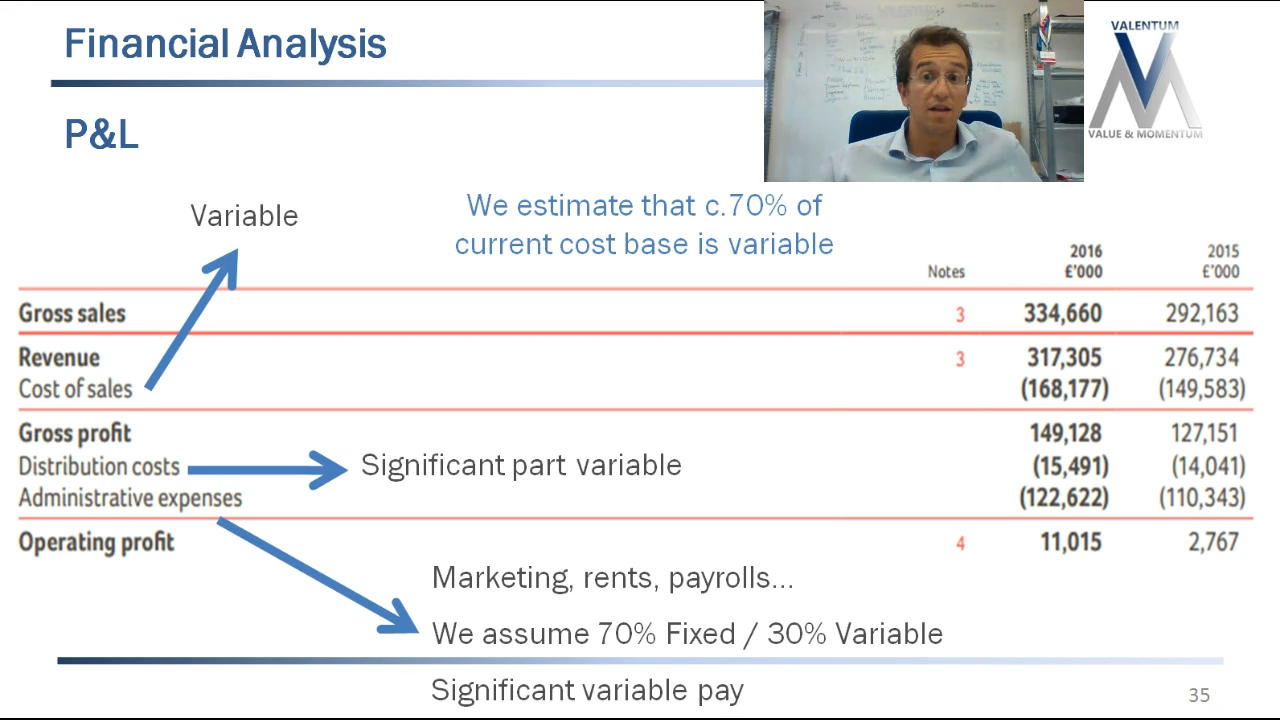 Financial Analysis
VALENTUM
VALUE & MOMENTUM
P&L
Variable
We estimate that c.70% of
current cost base is variable
2016 2015
Notes £'000 £'000
Gross sales 3 334,660 292,163
Revenue 3 317,305 276,734
Cost of sales (168,177) (149,583)
Gross profit 149,128 127,151
Distribution costs Significant part variable (15,491) (14,041)
Administrative expenses (122,622) (110,343)
Operating profit 4 11,015 2,767
Marketing, rents, payrolls...
We assume 70% Fixed / 30% Variable
Significant variable pay
35